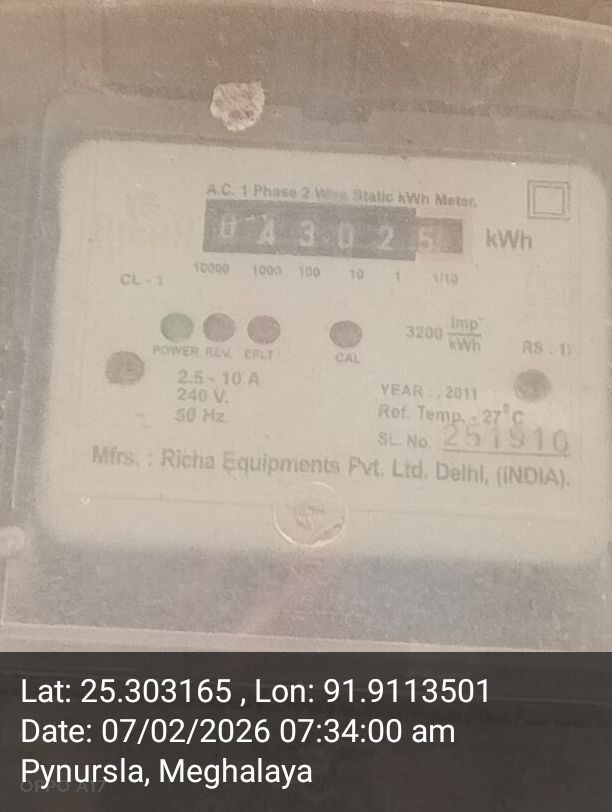 A.C. 1 Phase 2 Wire Static kWh Meter.
0 4 3 0 2 5 kWh
10000 1000 100 10 1 1/10
CL - 1
3200 Imp/kWh
RS : 1
POWER REV. EFLT CAL
2.5 - 10 A
240 V.
50 Hz.
YEAR : 2011
Ref. Temp. - 27°C
SL. No. 251910
Mfrs. : Richa Equipments Pvt. Ltd. Delhi, (INDIA).
Lat: 25.303165 , Lon: 91.9113501
Date: 07/02/2026 07:34:00 am
Pynursla, Meghalaya
OPPO A17